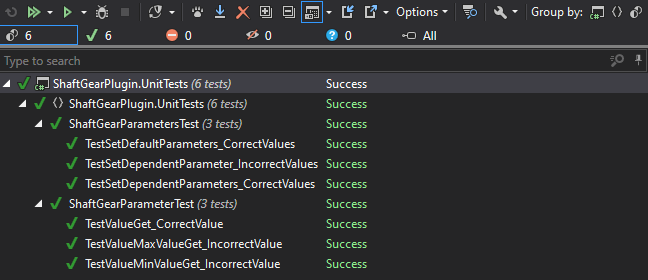 Options Group by:
6 6 0 0 0 All
Type to search
ShaftGearPlugin.UnitTests (6 tests) Success
ShaftGearPlugin.UnitTests (6 tests) Success
ShaftGearParametersTest (3 tests) Success
TestSetDefaultParameters_CorrectValues Success
TestSetDependentParameter_IncorrectValues Success
TestSetDependentParameters_CorrectValues Success
ShaftGearParameterTest (3 tests) Success
TestValueGet_CorrectValue Success
TestValueMaxValueGet_IncorrectValue Success
TestValueMinValueGet_IncorrectValue Success